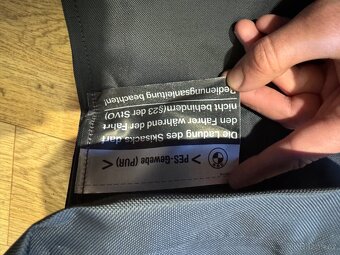 > PES-Gewebe (PUR) <
Die Ladung des Skisacks darf
den Fahrer während der Fahrt
nicht behindern(§23 der StVO)
Bedienungsanleitung beachten!